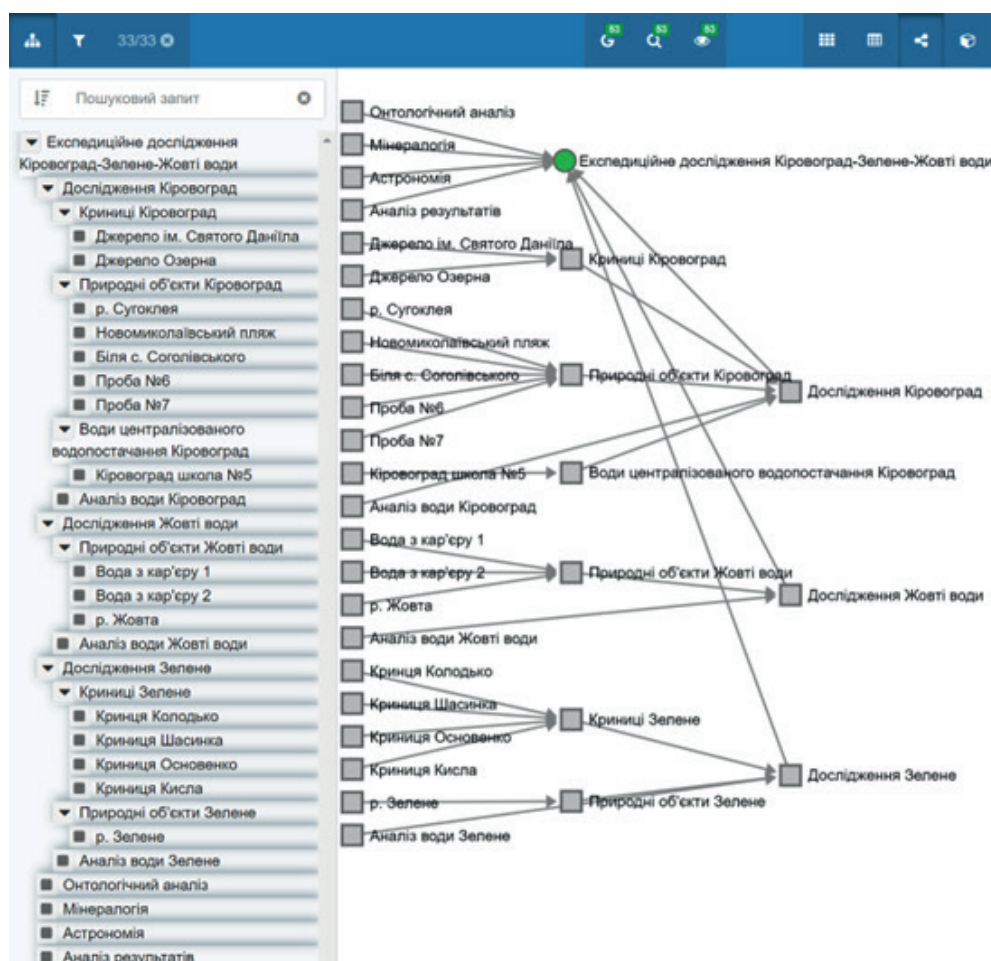 33/33
53
53
53
Пошуковий запит
Експедиційне дослідження
Кіровоград-Зелене-Жовті води
Дослідження Кіровоград
Криниці Кіровоград
Джерело ім. Святого Даніїла
Джерело Озерна
Природні об'єкти Кіровоград
р. Сугоклея
Новомиколаївський пляж
Біля с. Соголівського
Проба №6
Проба №7
Води централізованого
водопостачання Кіровоград
Кіровоград школа №5
Аналіз води Кіровоград
Дослідження Жовті води
Природні об'єкти Жовті води
Вода з кар'єру 1
Вода з кар'єру 2
р. Жовта
Аналіз води Жовті води
Дослідження Зелене
Криниці Зелене
Кринця Колодько
Криниця Шасинка
Криниця Основенко
Криниця Кисла
Природні об'єкти Зелене
р. Зелене
Аналіз води Зелене
Онтологічний аналіз
Мінералогія
Астрономія
Аналіз результатів
Онтологічний аналіз
Мінералогія
Експедиційне дослідження Кіровоград-Зелене-Жовті води
Астрономія
Аналіз результатів
Джерело ім. Святого Даніїла
Криниці Кіровоград
Джерело Озерна
р. Сугоклея
Новомиколаївський пляж
Біля с. Соголівського
Природні об'єкти Кіровоград
Дослідження Кіровоград
Проба №6
Проба №7
Кіровоград школа №5
Води централізованого водопостачання Кіровоград
Аналіз води Кіровоград
Вода з кар'єру 1
Вода з кар'єру 2
Природні об'єкти Жовті води
Дослідження Жовті води
р. Жовта
Аналіз води Жовті води
Кринця Колодько
Криниця Шасинка
Криниці Зелене
Криниця Основенко
Криниця Кисла
Дослідження Зелене
р. Зелене
Природні об'єкти Зелене
Аналіз води Зелене